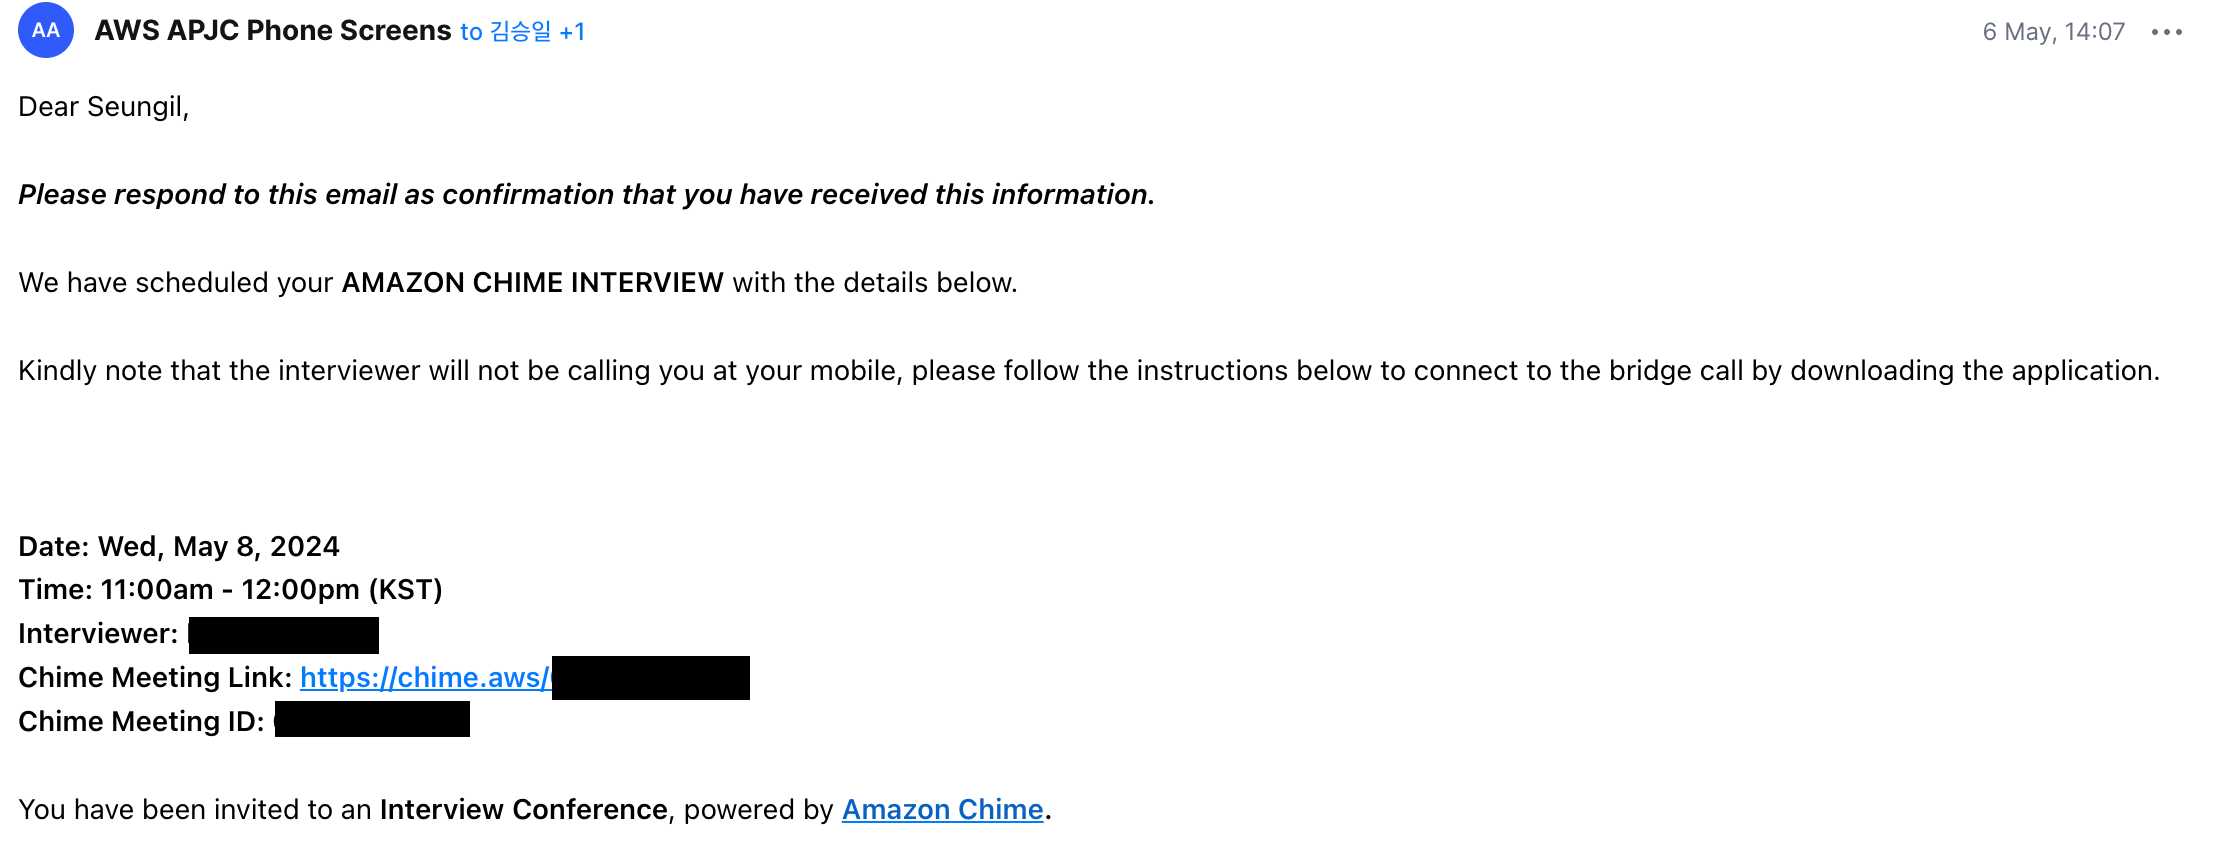 AA
AWS APJC Phone Screens to 김승일 +1
6 May, 14:07
Dear Seungil,
Please respond to this email as confirmation that you have received this information.
We have scheduled your AMAZON CHIME INTERVIEW with the details below.
Kindly note that the interviewer will not be calling you at your mobile, please follow the instructions below to connect to the bridge call by downloading the application.
Date: Wed, May 8, 2024
Time: 11:00am - 12:00pm (KST)
Interviewer:
Chime Meeting Link: https://chime.aws/
Chime Meeting ID:
You have been invited to an Interview Conference, powered by Amazon Chime.